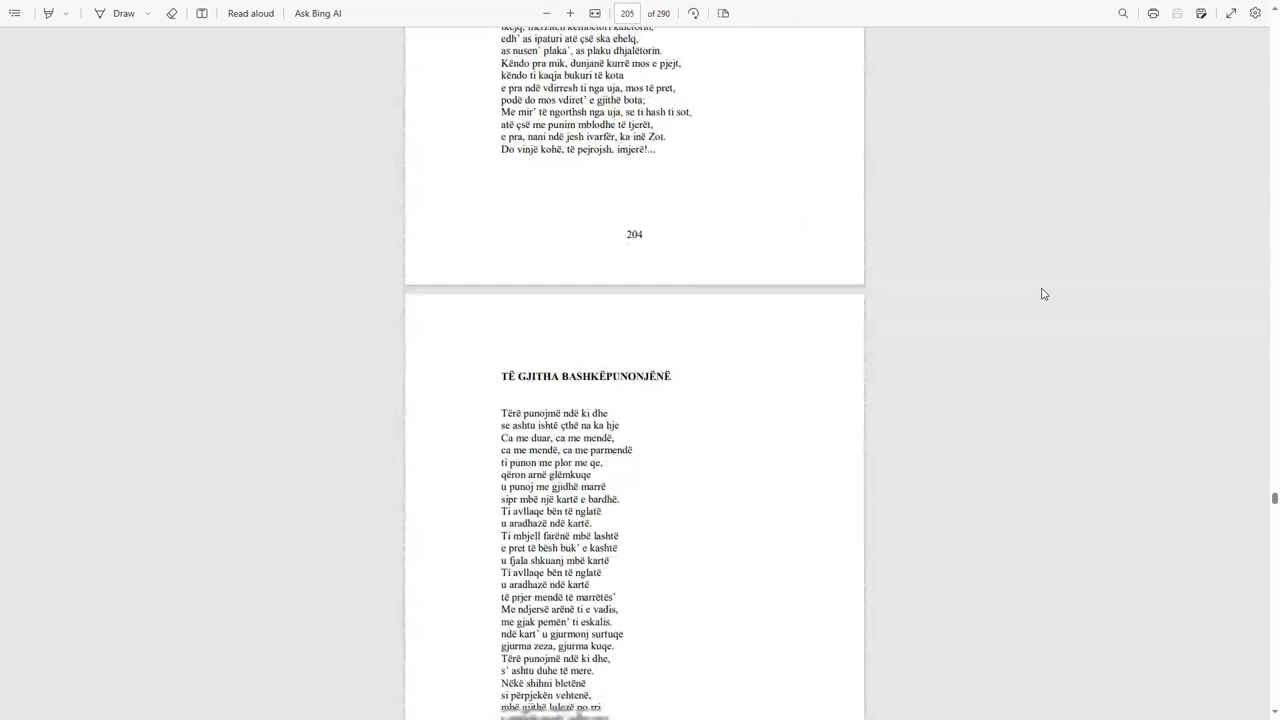 Draw
Read aloud
Ask Bing AI
205 of 290
edh’ as ipaturi atë çsë ska ehelq,
as nusen’ plaka’, as plaku dhjalëtorin.
Këndo pra mik, dunjanë kurrë mos e pjejt,
këndo ti kaqja bukuri të kota
e pra ndë vdirresh ti nga uja, mos të pret,
podë do mos vdiret’ e gjithë bota;
Me mir’ të ngorthsh nga uja, se ti hash ti sot,
atë çsë me punim mblodhe të tjerët,
e pra, nani ndë jesh ivarfër, ka inë Zot.
Do vinjë kohë, të pejrojsh, imjerë!...
204
TË GJITHA BASHKËPUNONJËNË
Tërë punojmë ndë ki dhe
se ashtu ishtë çthë na ka hje
Ca me duar, ca me mendë,
ca me mendë, ca me parmendë
ti punon me plor me qe,
qëron arnë glëmkuqe
u punoj me gjidhë marrë
sipr mbë një kartë e bardhë.
Ti avllaqe bën të nglatë
u aradhazë ndë kartë.
Ti mbjell farënë mbë lashtë
e pret të bësh buk’ e kashtë
u fjala shkuanj mbë kartë
Ti avllaqe bën të nglatë
u aradhazë ndë kartë
të prjer mendë të marrëtës’
Me ndjersë arënë ti e vadis,
me gjak pemën’ ti eskalis.
ndë kart’ u gjurmonj surtuqe
gjurma zeza, gjurma kuqe.
Tërë punojmë ndë ki dhe,
s’ ashtu duhe të mere.
Nëkë shihni bletënë
si përpjekën vehtenë,
mbë gjithë lulezë po rri